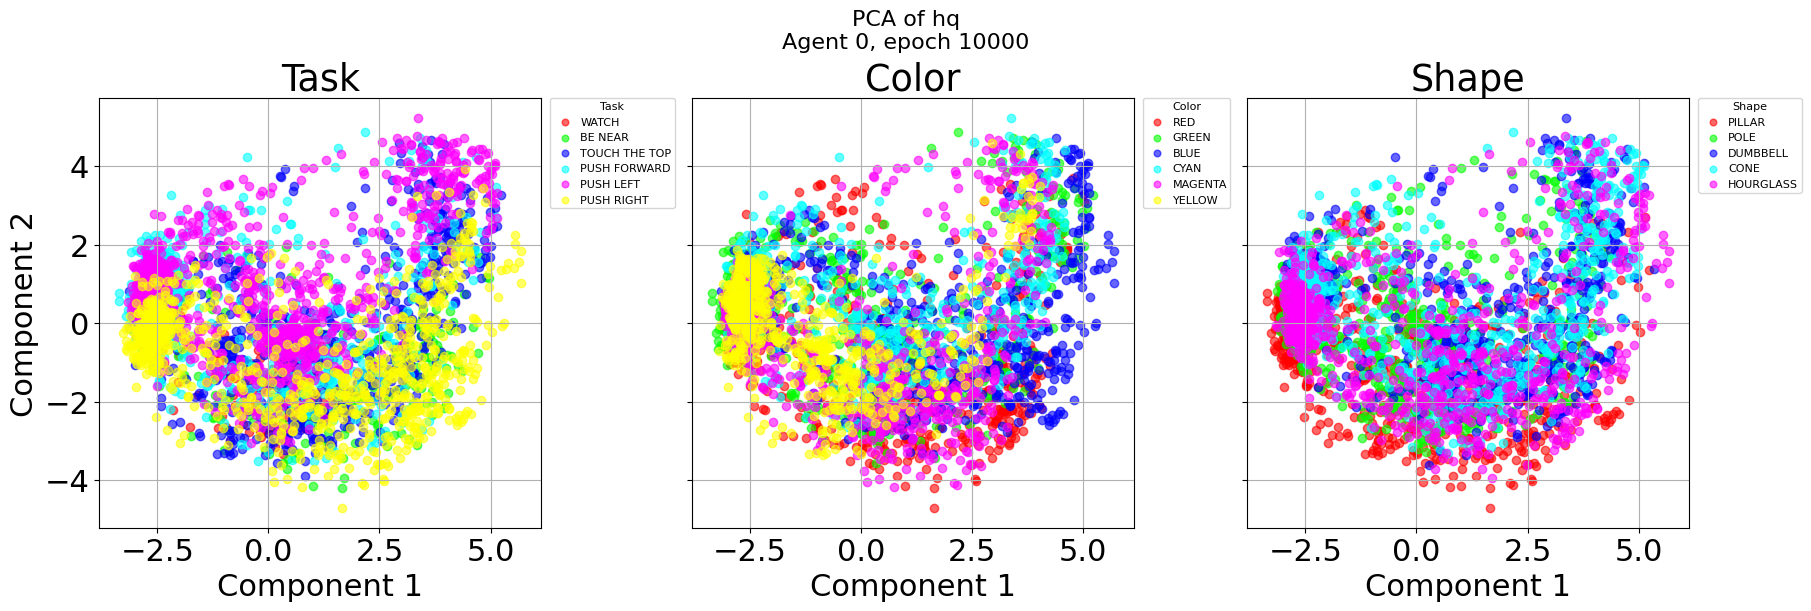 PCA of hq
Agent 0, epoch 10000
Task
Color
Shape
Task
WATCH
BE NEAR
TOUCH THE TOP
PUSH FORWARD
PUSH LEFT
PUSH RIGHT
Color
RED
GREEN
BLUE
CYAN
MAGENTA
YELLOW
Shape
PILLAR
POLE
DUMBBELL
CONE
HOURGLASS
Component 2
4
2
0
−2
−4
−2.5 0.0 2.5 5.0
−2.5 0.0 2.5 5.0
−2.5 0.0 2.5 5.0
Component 1
Component 1
Component 1